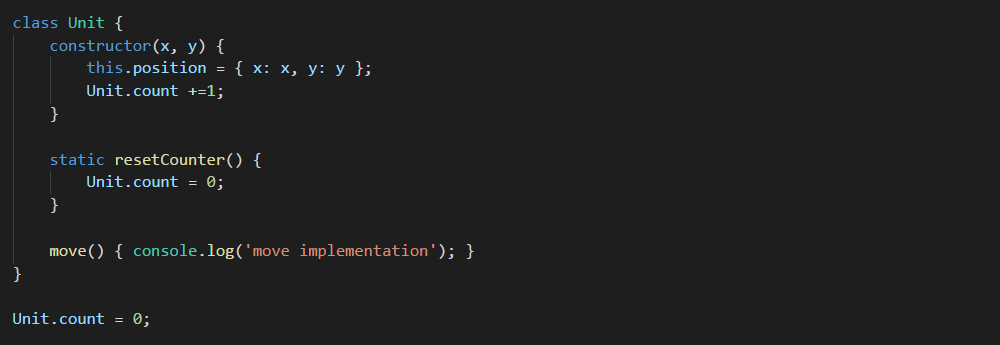 class Unit {
    constructor(x, y) {
        this.position = { x: x, y: y };
        Unit.count +=1;
    }

    static resetCounter() {
        Unit.count = 0;
    }

    move() { console.log('move implementation'); }
}

Unit.count = 0;